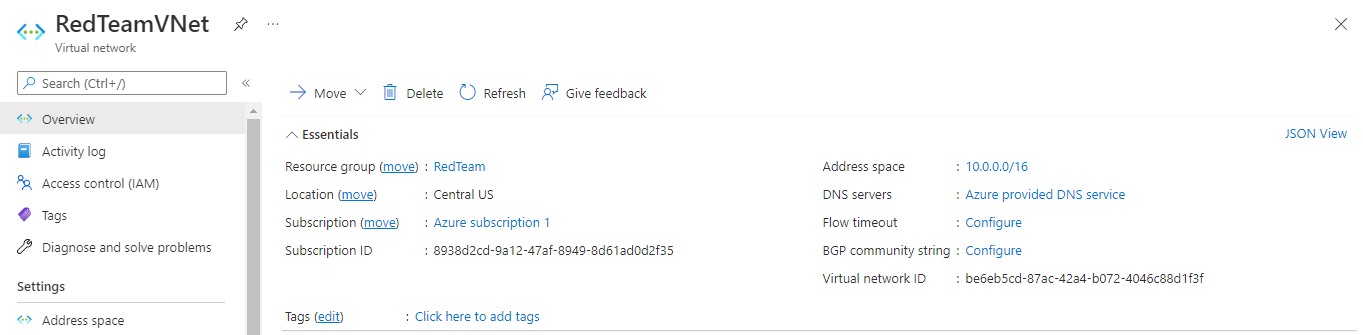 RedTeamVNet ...
Virtual network
Search (Ctrl+/) «
Move Delete Refresh Give feedback
Overview
Activity log
Access control (IAM)
Tags
Diagnose and solve problems
Settings
Address space
Essentials JSON View
Resource group (move) : RedTeam
Location (move) : Central US
Subscription (move) : Azure subscription 1
Subscription ID : 8938d2cd-9a12-47af-8949-8d61ad0d2f35
Address space : 10.0.0.0/16
DNS servers : Azure provided DNS service
Flow timeout : Configure
BGP community string : Configure
Virtual network ID : be6eb5cd-87ac-42a4-b072-4046c88d1f3f
Tags (edit) : Click here to add tags